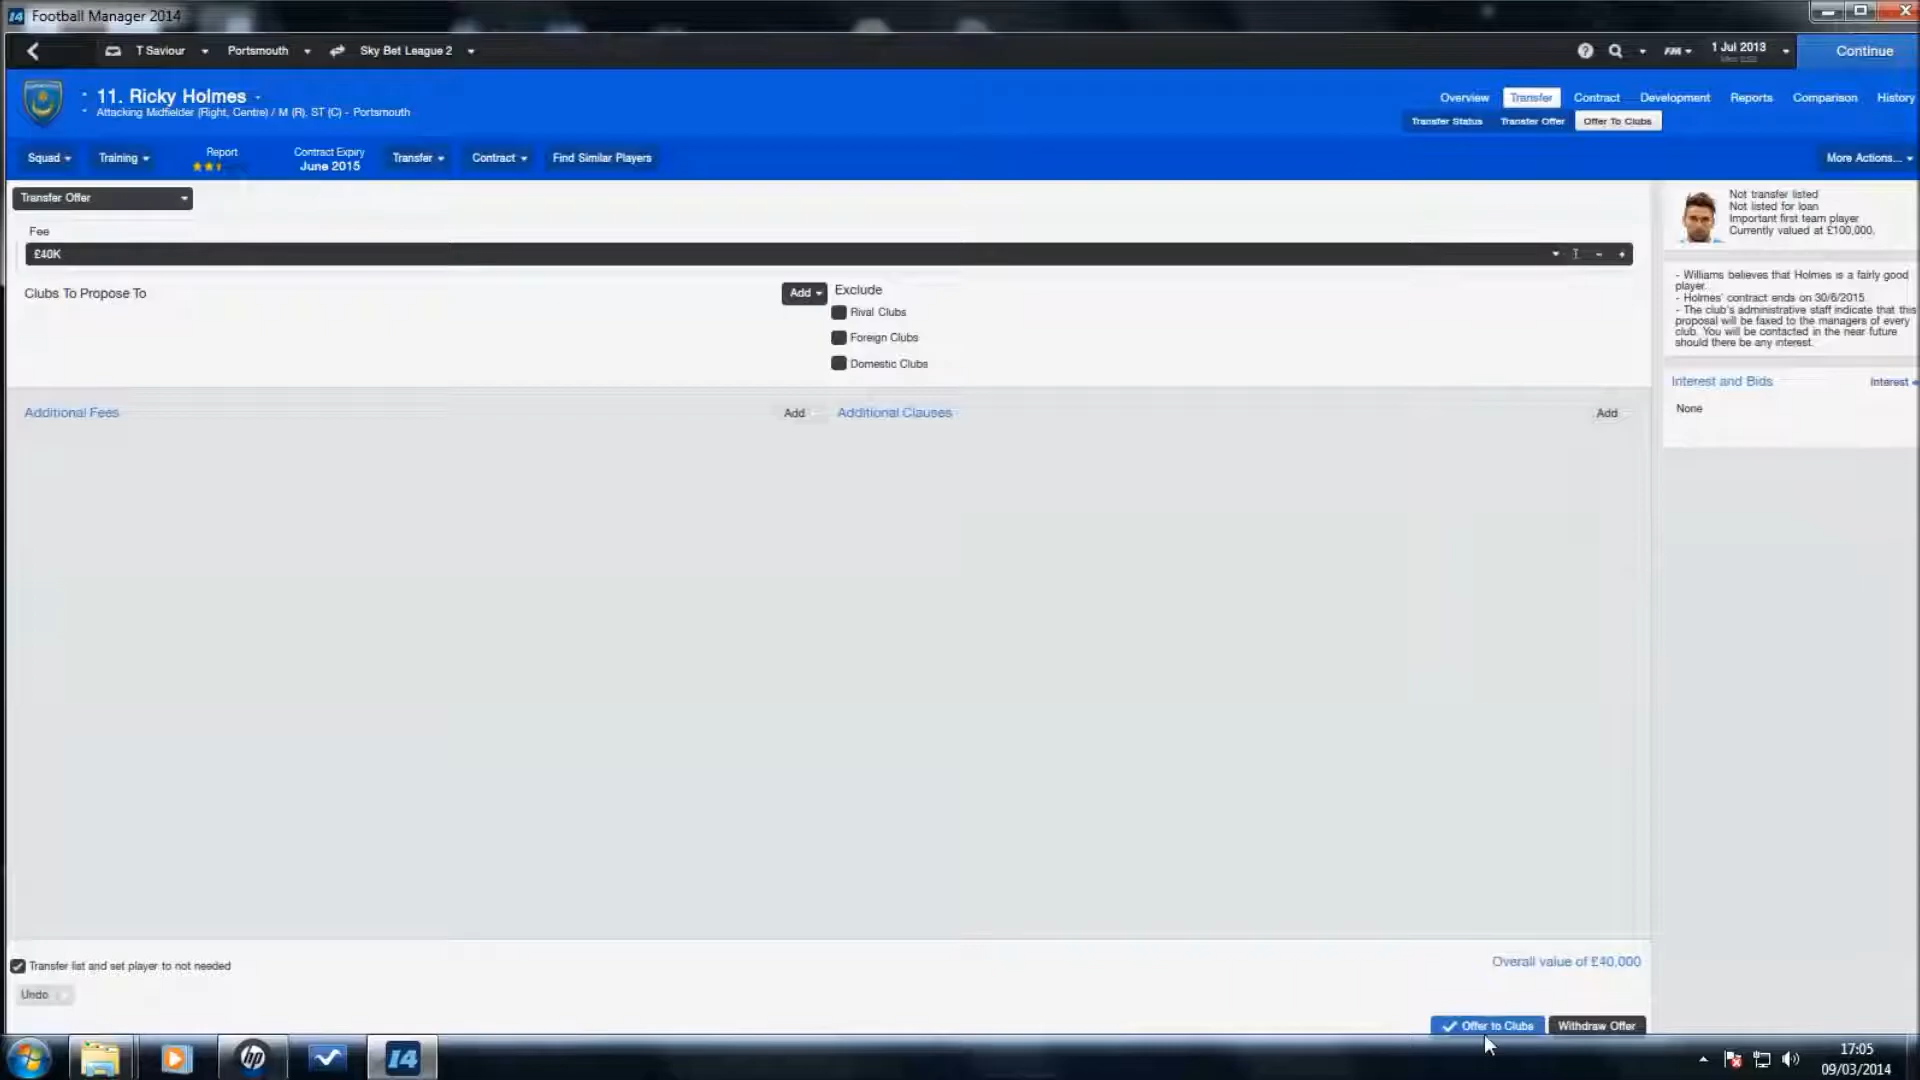 14 Football Manager 2014
T Saviour
Portsmouth
Sky Bet League 2
FM
1 Jul 2013
Continue
11. Ricky Holmes
Attacking Midfielder (Right, Centre) / M (R), ST (C) - Portsmouth
Overview
Transfer
Contract
Development
Reports
Comparison
History
Transfer Status
Transfer Offer
Offer To Clubs
Squad
Training
Report
Contract Expiry
June 2015
Transfer
Contract
Find Similar Players
More Actions...
Transfer Offer
Fee
£40K
Clubs To Propose To
Add
Exclude
Rival Clubs
Foreign Clubs
Domestic Clubs
Additional Fees
Add
Additional Clauses
Add
Not transfer listed
Not listed for loan
Important first team player
Currently valued at £100,000.
- Williams believes that Holmes is a fairly good
player.
- Holmes' contract ends on 30/6/2015.
- The club's administrative staff indicate that this
proposal will be faxed to the managers of every
club. You will be contacted in the near future
should there be any interest.
Interest and Bids
Interest
None
Transfer list and set player to not needed
Overall value of £40,000
Undo
Offer to Clubs
Withdraw Offer
hp
14
17:05
09/03/2014